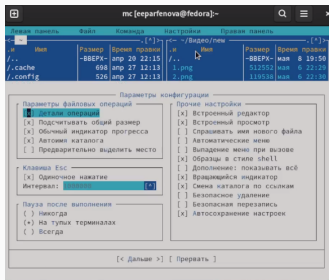 mc [eeparfenova@fedora]:~
Левая панель Файл Команда Настройки Правая панель
<- ~ .[^]> <- ~/Видео/new .[^]>
.и Имя Размер Время правки .и Имя Размер Время правки
/.. -ВВЕРХ- апр 20 22:15 /.. -ВВЕРХ- мая 8 19:50
/.cache 698 апр 27 12:13 1.png 512552 мая 6 22:29
/.config 526 апр 27 12:13 2.png 119538 мая 6 22:30
Параметры конфигурации
Параметры файловых операций
[x] Детали операций
[x] Подсчитывать общий размер
[x] Обычный индикатор прогресса
[x] Автоимя каталога
[ ] Предварительно выделить место
Клавиша Esc
[x] Одиночное нажатие
Интервал: 1000000 [^]
Пауза после выполнения
( ) Никогда
(*) На тупых терминалах
( ) Всегда
Прочие настройки
[x] Встроенный редактор
[x] Встроенный просмотр
[ ] Спрашивать имя нового файла
[ ] Автоматические меню
[ ] Выпадение меню при вызове
[x] Образцы в стиле shell
[ ] Дополнение: показывать всё
[x] Вращающийся индикатор
[x] Смена каталога по ссылкам
[ ] Безопасное удаление
[ ] Безопасная перезапись
[x] Автосохранение настроек
[< Дальше >] [ Прервать ]